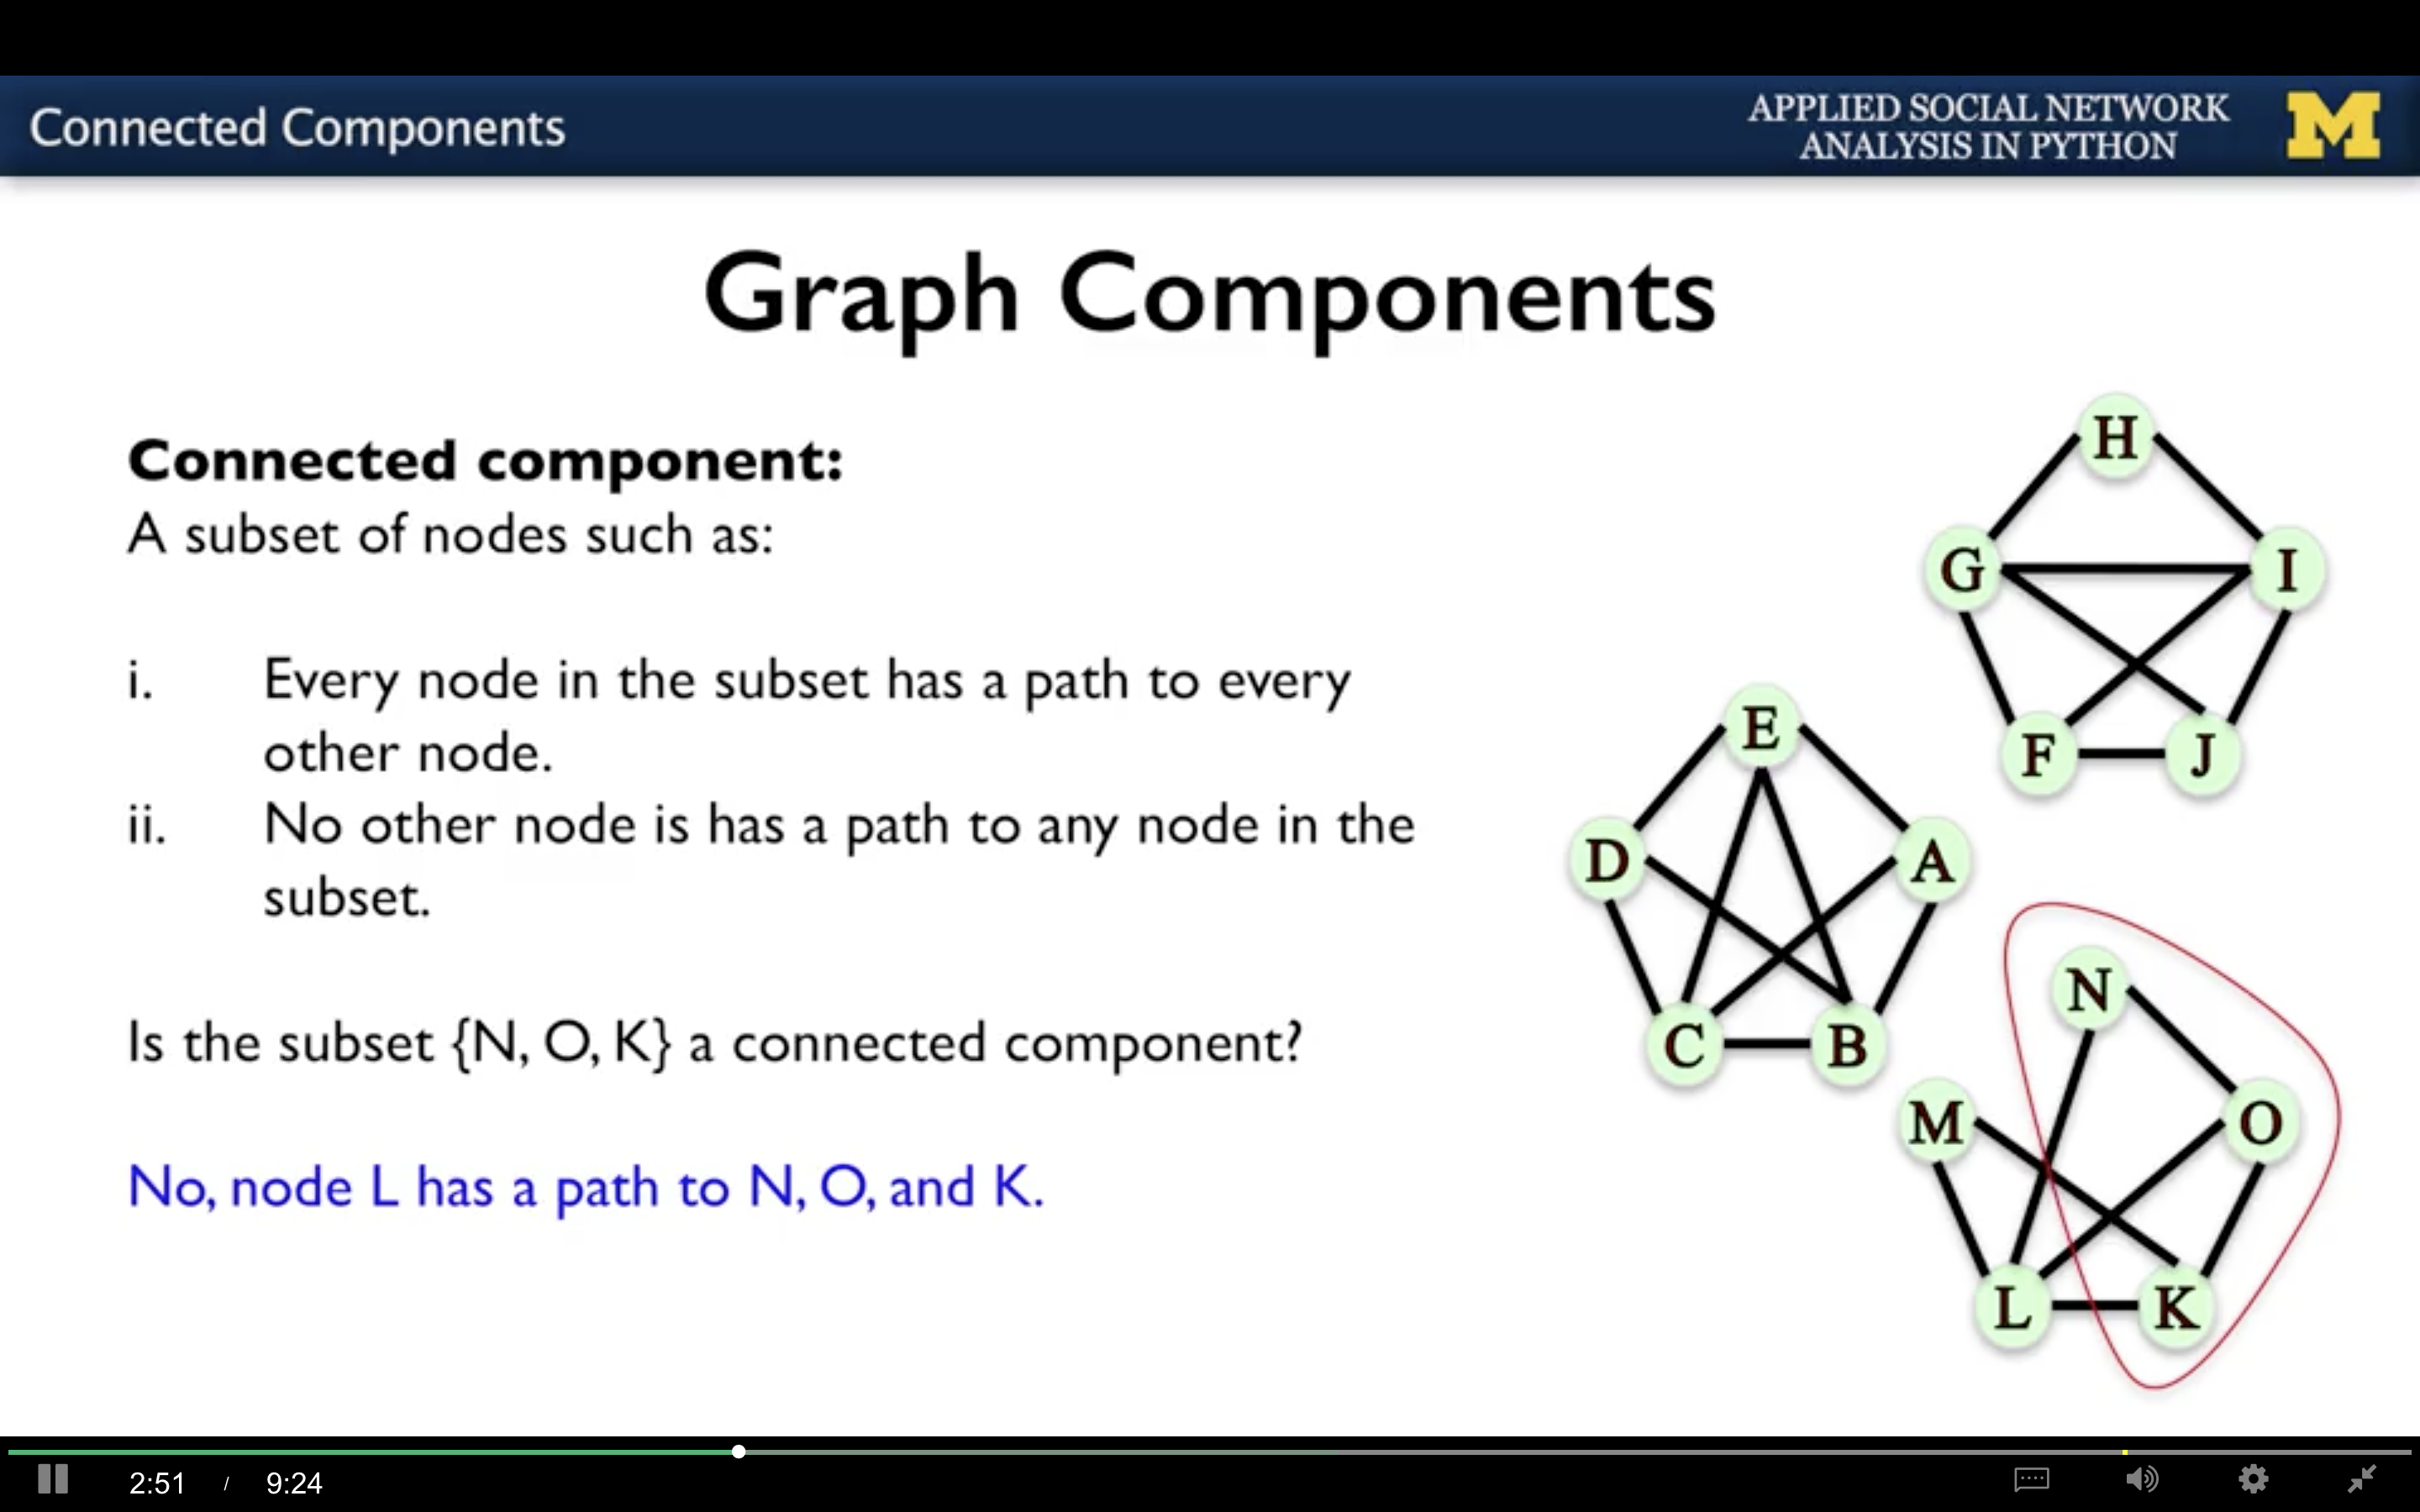 Connected Components
APPLIED SOCIAL NETWORK
ANALYSIS IN PYTHON
M
Graph Components
Connected component:
A subset of nodes such as:
i. Every node in the subset has a path to every
other node.
ii. No other node is has a path to any node in the
subset.
Is the subset {N, O, K} a connected component?
No, node L has a path to N, O, and K.
H
G
I
F
J
E
D
A
C
B
N
M
O
L
K
2:51 / 9:24